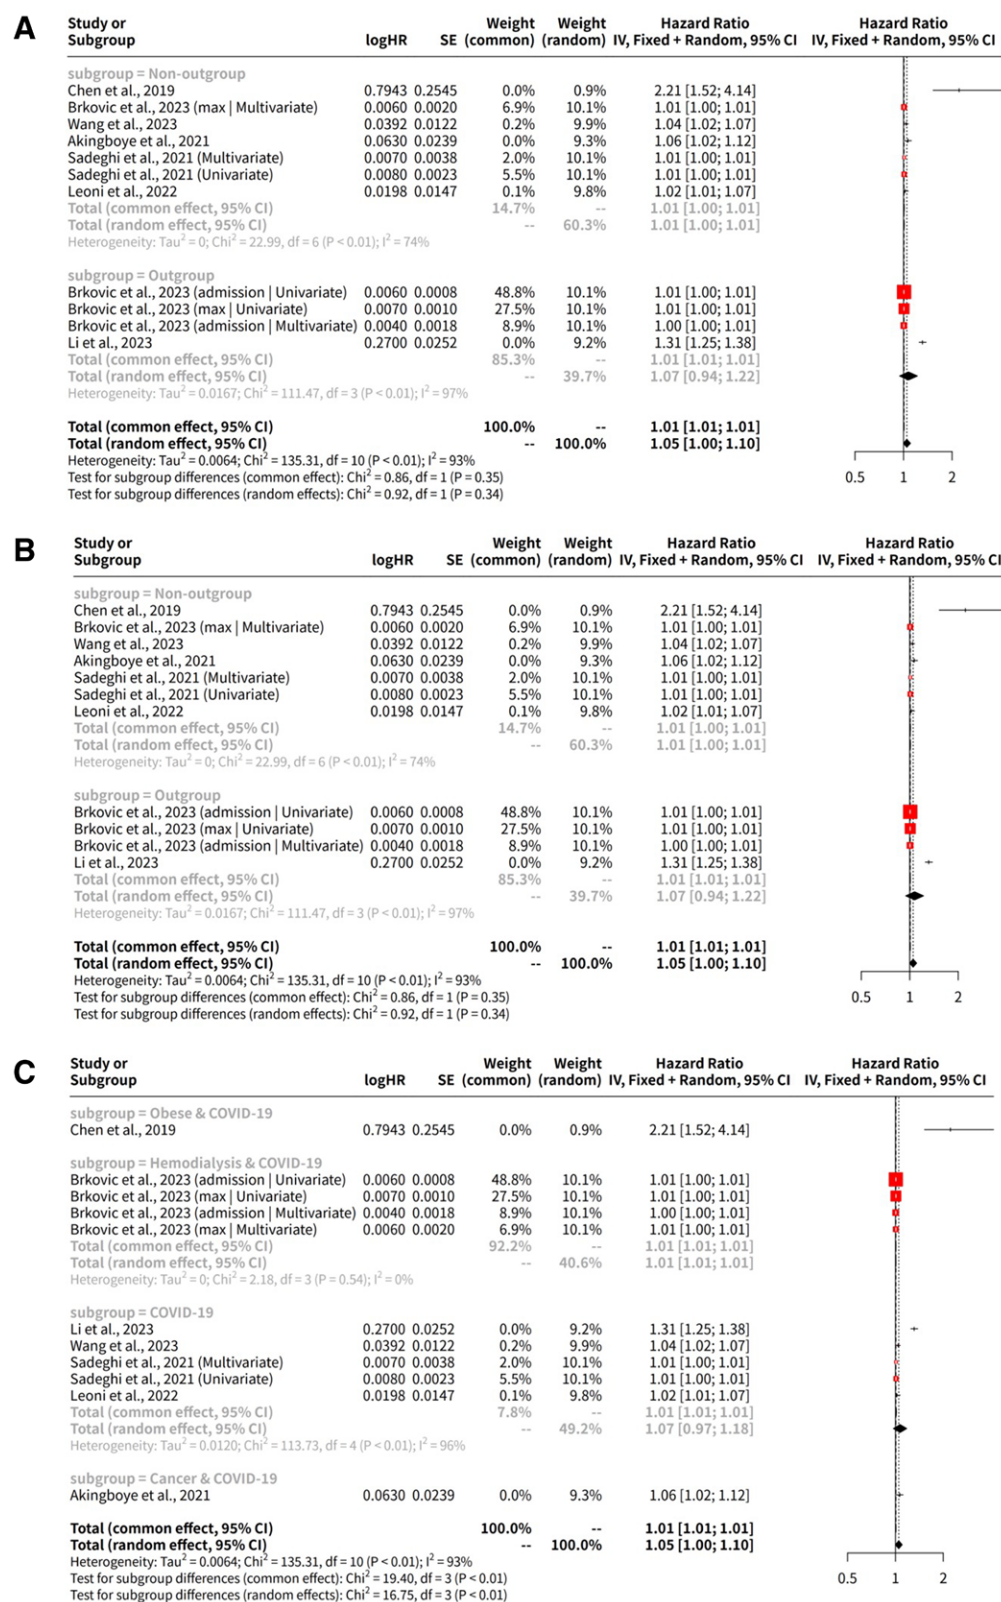 A
Study or Weight Weight Hazard Ratio Hazard Ratio
Subgroup logHR SE (common) (random) IV, Fixed + Random, 95% CI IV, Fixed + Random, 95% CI
subgroup = Non-outgroup
Chen et al., 2019 0.7943 0.2545 0.0% 0.9% 2.21 [1.52; 4.14]
Brkovic et al., 2023 (max | Multivariate) 0.0060 0.0020 6.9% 10.1% 1.01 [1.00; 1.01]
Wang et al., 2023 0.0392 0.0122 0.2% 9.9% 1.04 [1.02; 1.07]
Akingboye et al., 2021 0.0630 0.0239 0.0% 9.3% 1.06 [1.02; 1.12]
Sadeghi et al., 2021 (Multivariate) 0.0070 0.0038 2.0% 10.1% 1.01 [1.00; 1.01]
Sadeghi et al., 2021 (Univariate) 0.0080 0.0023 5.5% 10.1% 1.01 [1.00; 1.01]
Leoni et al., 2022 0.0198 0.0147 0.1% 9.8% 1.02 [1.01; 1.07]
Total (common effect, 95% CI) 14.7% -- 1.01 [1.00; 1.01]
Total (random effect, 95% CI) -- 60.3% 1.01 [1.00; 1.01]
Heterogeneity: Tau² = 0; Chi² = 22.99, df = 6 (P < 0.01); I² = 74%
subgroup = Outgroup
Brkovic et al., 2023 (admission | Univariate) 0.0060 0.0008 48.8% 10.1% 1.01 [1.00; 1.01]
Brkovic et al., 2023 (max | Univariate) 0.0070 0.0010 27.5% 10.1% 1.01 [1.00; 1.01]
Brkovic et al., 2023 (admission | Multivariate) 0.0040 0.0018 8.9% 10.1% 1.00 [1.00; 1.01]
Li et al., 2023 0.2700 0.0252 0.0% 9.2% 1.31 [1.25; 1.38]
Total (common effect, 95% CI) 85.3% -- 1.01 [1.01; 1.01]
Total (random effect, 95% CI) -- 39.7% 1.07 [0.94; 1.22]
Heterogeneity: Tau² = 0.0167; Chi² = 111.47, df = 3 (P < 0.01); I² = 97%
Total (common effect, 95% CI) 100.0% -- 1.01 [1.01; 1.01]
Total (random effect, 95% CI) -- 100.0% 1.05 [1.00; 1.10]
Heterogeneity: Tau² = 0.0064; Chi² = 135.31, df = 10 (P < 0.01); I² = 93%
Test for subgroup differences (common effect): Chi² = 0.86, df = 1 (P = 0.35)
Test for subgroup differences (random effects): Chi² = 0.92, df = 1 (P = 0.34)
0.5 1 2
B
Study or Weight Weight Hazard Ratio Hazard Ratio
Subgroup logHR SE (common) (random) IV, Fixed + Random, 95% CI IV, Fixed + Random, 95% CI
subgroup = Non-outgroup
Chen et al., 2019 0.7943 0.2545 0.0% 0.9% 2.21 [1.52; 4.14]
Brkovic et al., 2023 (max | Multivariate) 0.0060 0.0020 6.9% 10.1% 1.01 [1.00; 1.01]
Wang et al., 2023 0.0392 0.0122 0.2% 9.9% 1.04 [1.02; 1.07]
Akingboye et al., 2021 0.0630 0.0239 0.0% 9.3% 1.06 [1.02; 1.12]
Sadeghi et al., 2021 (Multivariate) 0.0070 0.0038 2.0% 10.1% 1.01 [1.00; 1.01]
Sadeghi et al., 2021 (Univariate) 0.0080 0.0023 5.5% 10.1% 1.01 [1.00; 1.01]
Leoni et al., 2022 0.0198 0.0147 0.1% 9.8% 1.02 [1.01; 1.07]
Total (common effect, 95% CI) 14.7% -- 1.01 [1.00; 1.01]
Total (random effect, 95% CI) -- 60.3% 1.01 [1.00; 1.01]
Heterogeneity: Tau² = 0; Chi² = 22.99, df = 6 (P < 0.01); I² = 74%
subgroup = Outgroup
Brkovic et al., 2023 (admission | Univariate) 0.0060 0.0008 48.8% 10.1% 1.01 [1.00; 1.01]
Brkovic et al., 2023 (max | Univariate) 0.0070 0.0010 27.5% 10.1% 1.01 [1.00; 1.01]
Brkovic et al., 2023 (admission | Multivariate) 0.0040 0.0018 8.9% 10.1% 1.00 [1.00; 1.01]
Li et al., 2023 0.2700 0.0252 0.0% 9.2% 1.31 [1.25; 1.38]
Total (common effect, 95% CI) 85.3% -- 1.01 [1.01; 1.01]
Total (random effect, 95% CI) -- 39.7% 1.07 [0.94; 1.22]
Heterogeneity: Tau² = 0.0167; Chi² = 111.47, df = 3 (P < 0.01); I² = 97%
Total (common effect, 95% CI) 100.0% -- 1.01 [1.01; 1.01]
Total (random effect, 95% CI) -- 100.0% 1.05 [1.00; 1.10]
Heterogeneity: Tau² = 0.0064; Chi² = 135.31, df = 10 (P < 0.01); I² = 93%
Test for subgroup differences (common effect): Chi² = 0.86, df = 1 (P = 0.35)
Test for subgroup differences (random effects): Chi² = 0.92, df = 1 (P = 0.34)
0.5 1 2
C
Study or Weight Weight Hazard Ratio Hazard Ratio
Subgroup logHR SE (common) (random) IV, Fixed + Random, 95% CI IV, Fixed + Random, 95% CI
subgroup = Obese & COVID-19
Chen et al., 2019 0.7943 0.2545 0.0% 0.9% 2.21 [1.52; 4.14]
subgroup = Hemodialysis & COVID-19
Brkovic et al., 2023 (admission | Univariate) 0.0060 0.0008 48.8% 10.1% 1.01 [1.00; 1.01]
Brkovic et al., 2023 (max | Univariate) 0.0070 0.0010 27.5% 10.1% 1.01 [1.00; 1.01]
Brkovic et al., 2023 (admission | Multivariate) 0.0040 0.0018 8.9% 10.1% 1.00 [1.00; 1.01]
Brkovic et al., 2023 (max | Multivariate) 0.0060 0.0020 6.9% 10.1% 1.01 [1.00; 1.01]
Total (common effect, 95% CI) 92.2% -- 1.01 [1.01; 1.01]
Total (random effect, 95% CI) -- 40.6% 1.01 [1.01; 1.01]
Heterogeneity: Tau² = 0; Chi² = 2.18, df = 3 (P = 0.54); I² = 0%
subgroup = COVID-19
Li et al., 2023 0.2700 0.0252 0.0% 9.2% 1.31 [1.25; 1.38]
Wang et al., 2023 0.0392 0.0122 0.2% 9.9% 1.04 [1.02; 1.07]
Sadeghi et al., 2021 (Multivariate) 0.0070 0.0038 2.0% 10.1% 1.01 [1.00; 1.01]
Sadeghi et al., 2021 (Univariate) 0.0080 0.0023 5.5% 10.1% 1.01 [1.00; 1.01]
Leoni et al., 2022 0.0198 0.0147 0.1% 9.8% 1.02 [1.01; 1.07]
Total (common effect, 95% CI) 7.8% -- 1.01 [1.01; 1.01]
Total (random effect, 95% CI) -- 49.2% 1.07 [0.97; 1.18]
Heterogeneity: Tau² = 0.0120; Chi² = 113.73, df = 4 (P < 0.01); I² = 96%
subgroup = Cancer & COVID-19
Akingboye et al., 2021 0.0630 0.0239 0.0% 9.3% 1.06 [1.02; 1.12]
Total (common effect, 95% CI) 100.0% -- 1.01 [1.01; 1.01]
Total (random effect, 95% CI) -- 100.0% 1.05 [1.00; 1.10]
Heterogeneity: Tau² = 0.0064; Chi² = 135.31, df = 10 (P < 0.01); I² = 93%
Test for subgroup differences (common effect): Chi² = 19.40, df = 3 (P < 0.01)
Test for subgroup differences (random effects): Chi² = 16.75, df = 3 (P < 0.01)
0.5 1 2